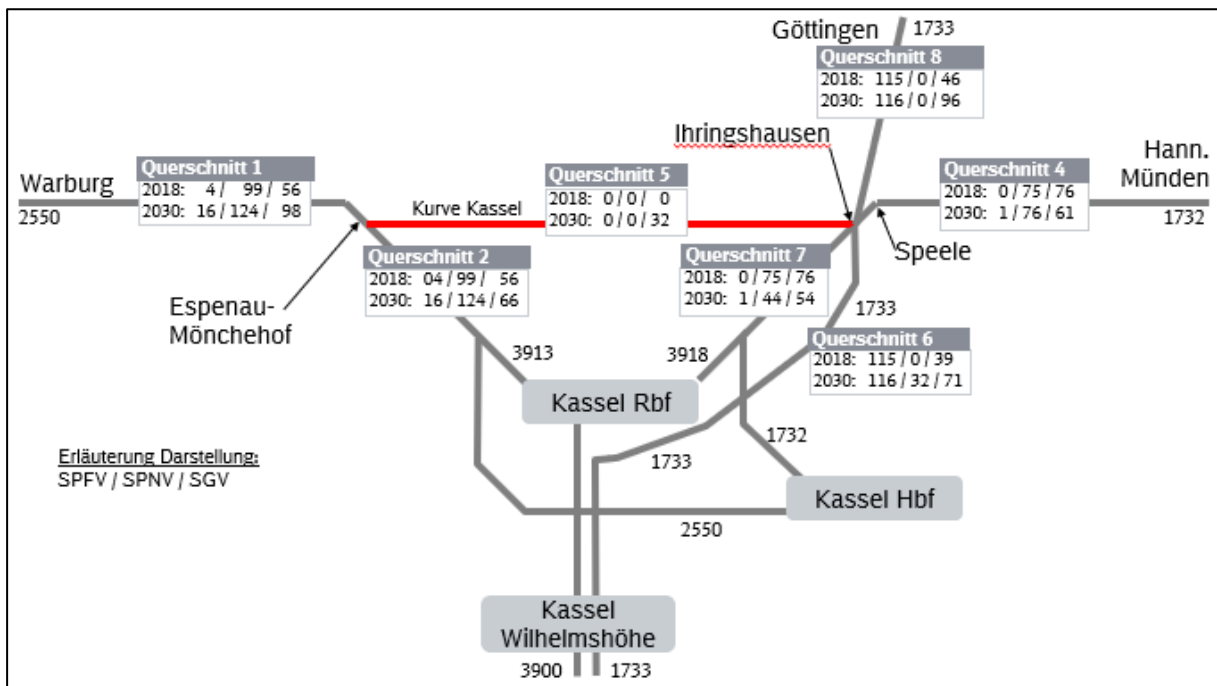 Göttingen
1733
Querschnitt 8
2018: 115 / 0 / 46
2030: 116 / 0 / 96
Ihringshausen
Hann.
Münden
Warburg
2550
Querschnitt 1
2018: 4 / 99 / 56
2030: 16 / 124 / 98
Querschnitt 5
2018: 0 / 0 / 0
2030: 0 / 0 / 32
Querschnitt 4
2018: 0 / 75 / 76
2030: 1 / 76 / 61
1732
Kurve Kassel
Speele
Querschnitt 2
2018: 04 / 99 / 56
2030: 16 / 124 / 66
Querschnitt 7
2018: 0 / 75 / 76
2030: 1 / 44 / 54
Espenau-
Mönchehof
1733
Querschnitt 6
2018: 115 / 0 / 39
2030: 116 / 32 / 71
3913
3918
Kassel Rbf
1732
1733
Erläuterung Darstellung:
SPFV / SPNV / SGV
Kassel Hbf
2550
Kassel
Wilhelmshöhe
3900
1733